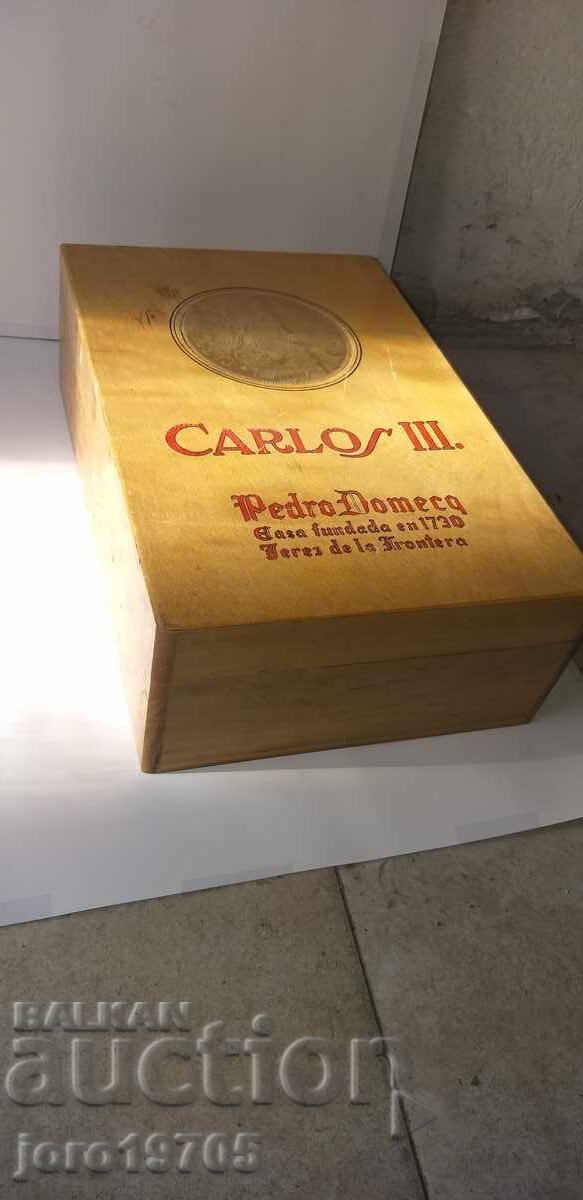 CARLOS III.
Pedro Domecq
Casa fundada en 1730
Jerez de la Frontera
BALKAN
auction
joro19705